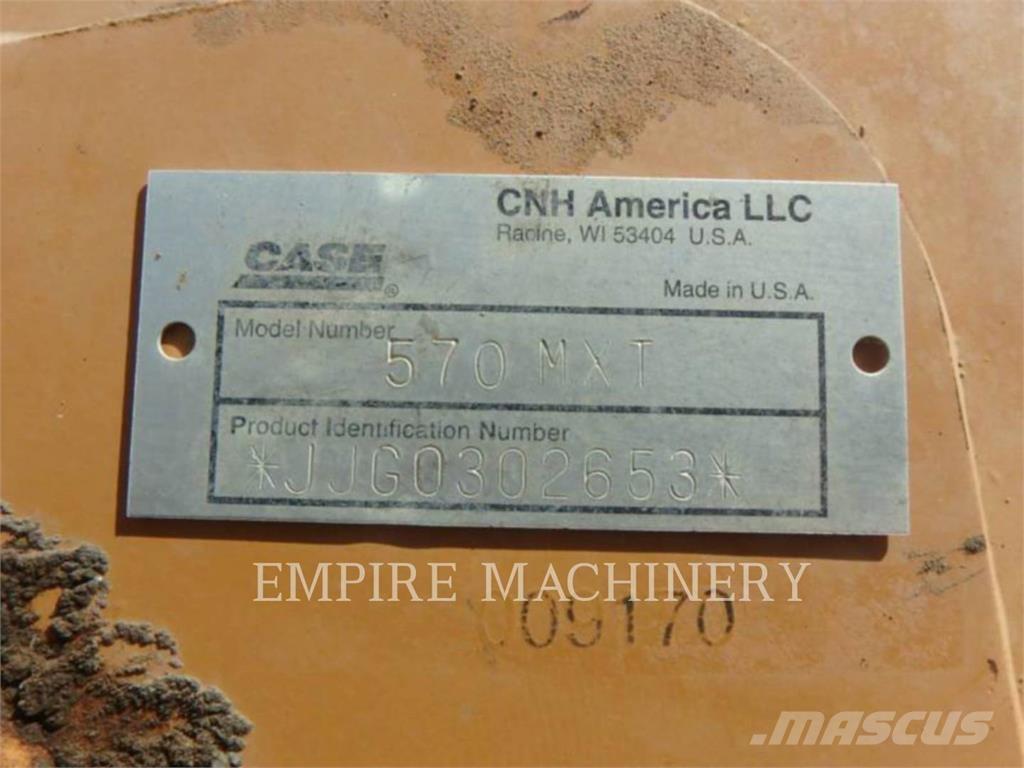 CNH America LLC
Racine, WI 53404 U.S.A.
CASE
®
Made in U.S.A.
Model Number
570 MXT
Product Identification Number
*JJG0302653*
EMPIRE MACHINERY
09170
MASCUS